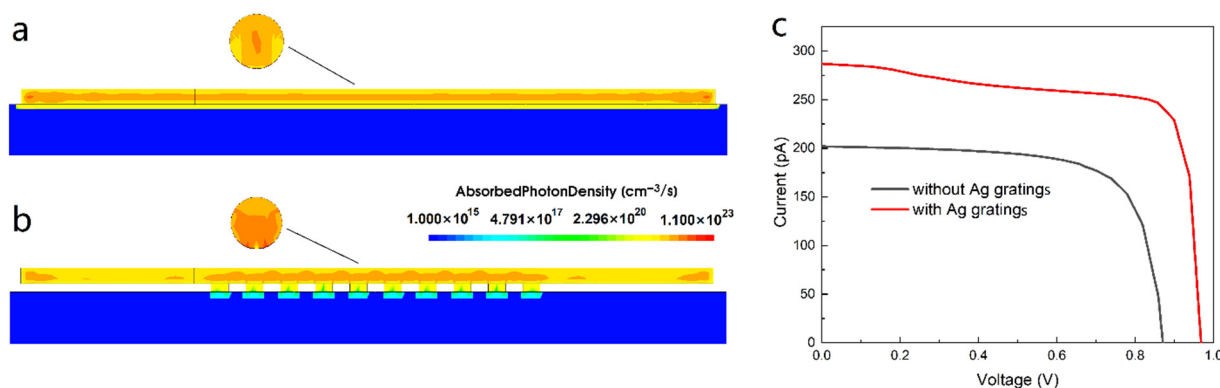 a
b
AbsorbedPhotonDensity (cm⁻³/s)
1.000×10¹⁵ 4.791×10¹⁷ 2.296×10²⁰ 1.100×10²³
c
Current (pA)
300
250
200
150
100
50
0
without Ag gratings
with Ag gratings
0.0 0.2 0.4 0.6 0.8 1.0
Voltage (V)